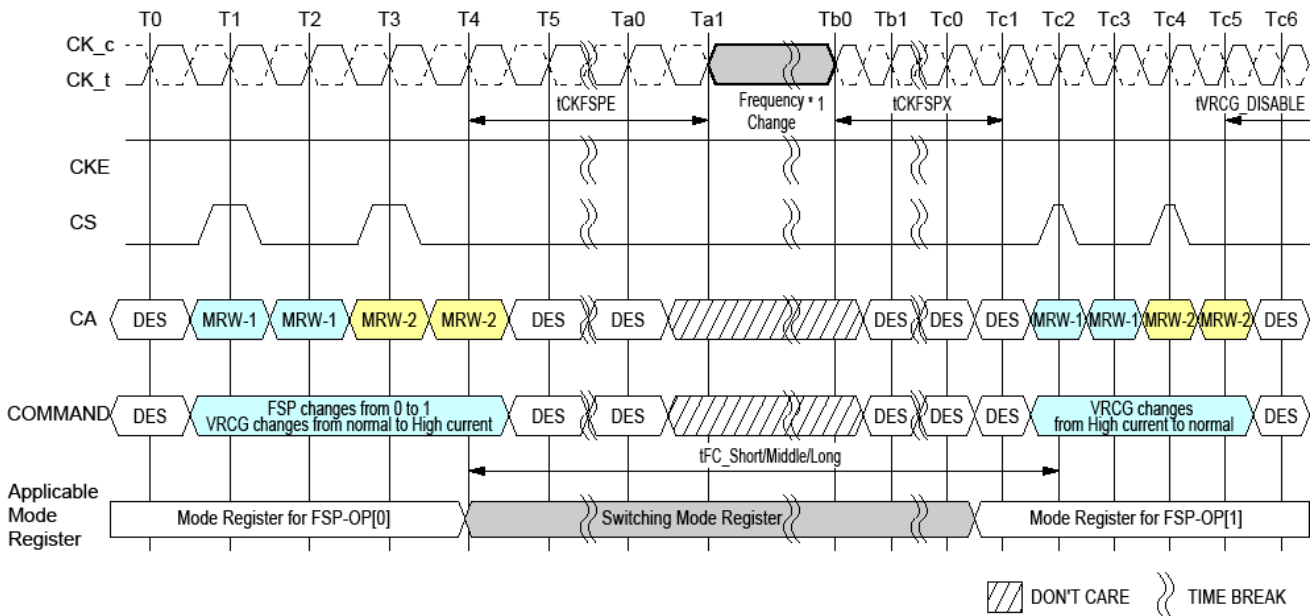 T0 T1 T2 T3 T4 T5 Ta0 Ta1 Tb0 Tb1 Tc0 Tc1 Tc2 Tc3 Tc4 Tc5 Tc6
CK_c
CK_t
tCKFSPE
Frequency * 1
Change
tCKFSPX
tVRCG_DISABLE
CKE
CS
CA DES MRW-1 MRW-1 MRW-2 MRW-2 DES DES DES DES DES MRW-1 MRW-1 MRW-2 MRW-2 DES
COMMAND DES FSP changes from 0 to 1
VRCG changes from normal to High current
DES DES DES DES DES
VRCG changes
from High current to normal
DES
tFC_Short/Middle/Long
Applicable
Mode
Register
Mode Register for FSP-OP[0] Switching Mode Register Mode Register for FSP-OP[1]
DON'T CARE TIME BREAK